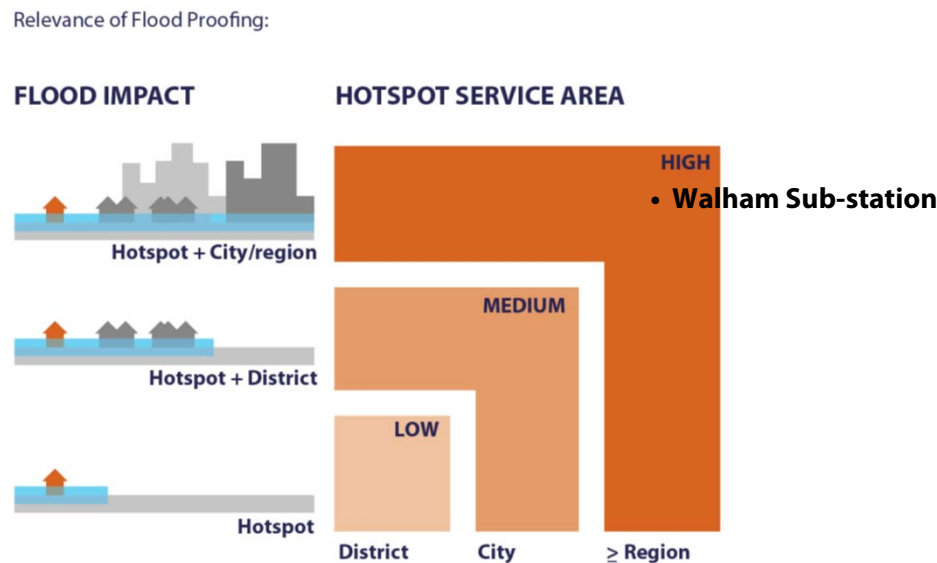 Relevance of Flood Proofing:
FLOOD IMPACT
HOTSPOT SERVICE AREA
HIGH
• Walham Sub-station
Hotspot + City/region
MEDIUM
Hotspot + District
LOW
Hotspot
District
City
≥ Region